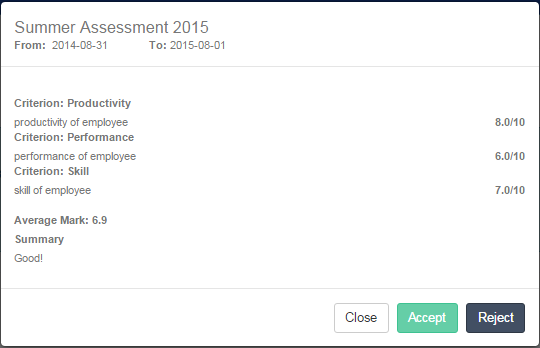 Summer Assessment 2015
From: 2014-08-31 To: 2015-08-01
Criterion: Productivity
productivity of employee 8.0/10
Criterion: Performance
performance of employee 6.0/10
Criterion: Skill
skill of employee 7.0/10
Average Mark: 6.9
Summary
Good!
Close Accept Reject